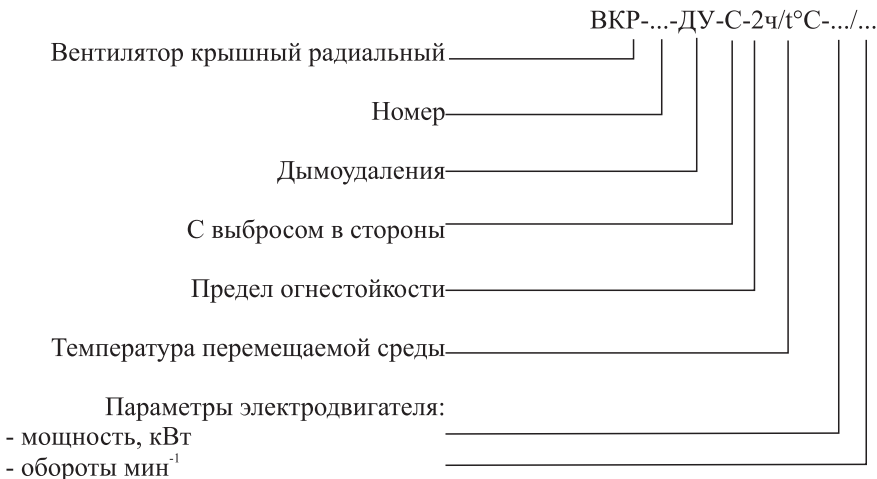 ВКР-...-ДУ-С-2ч/t°С-.../...
Вентилятор крышный радиальный
Номер
Дымоудаления
С выбросом в стороны
Предел огнестойкости
Температура перемещаемой среды
Параметры электродвигателя:
- мощность, кВт
- обороты мин⁻¹